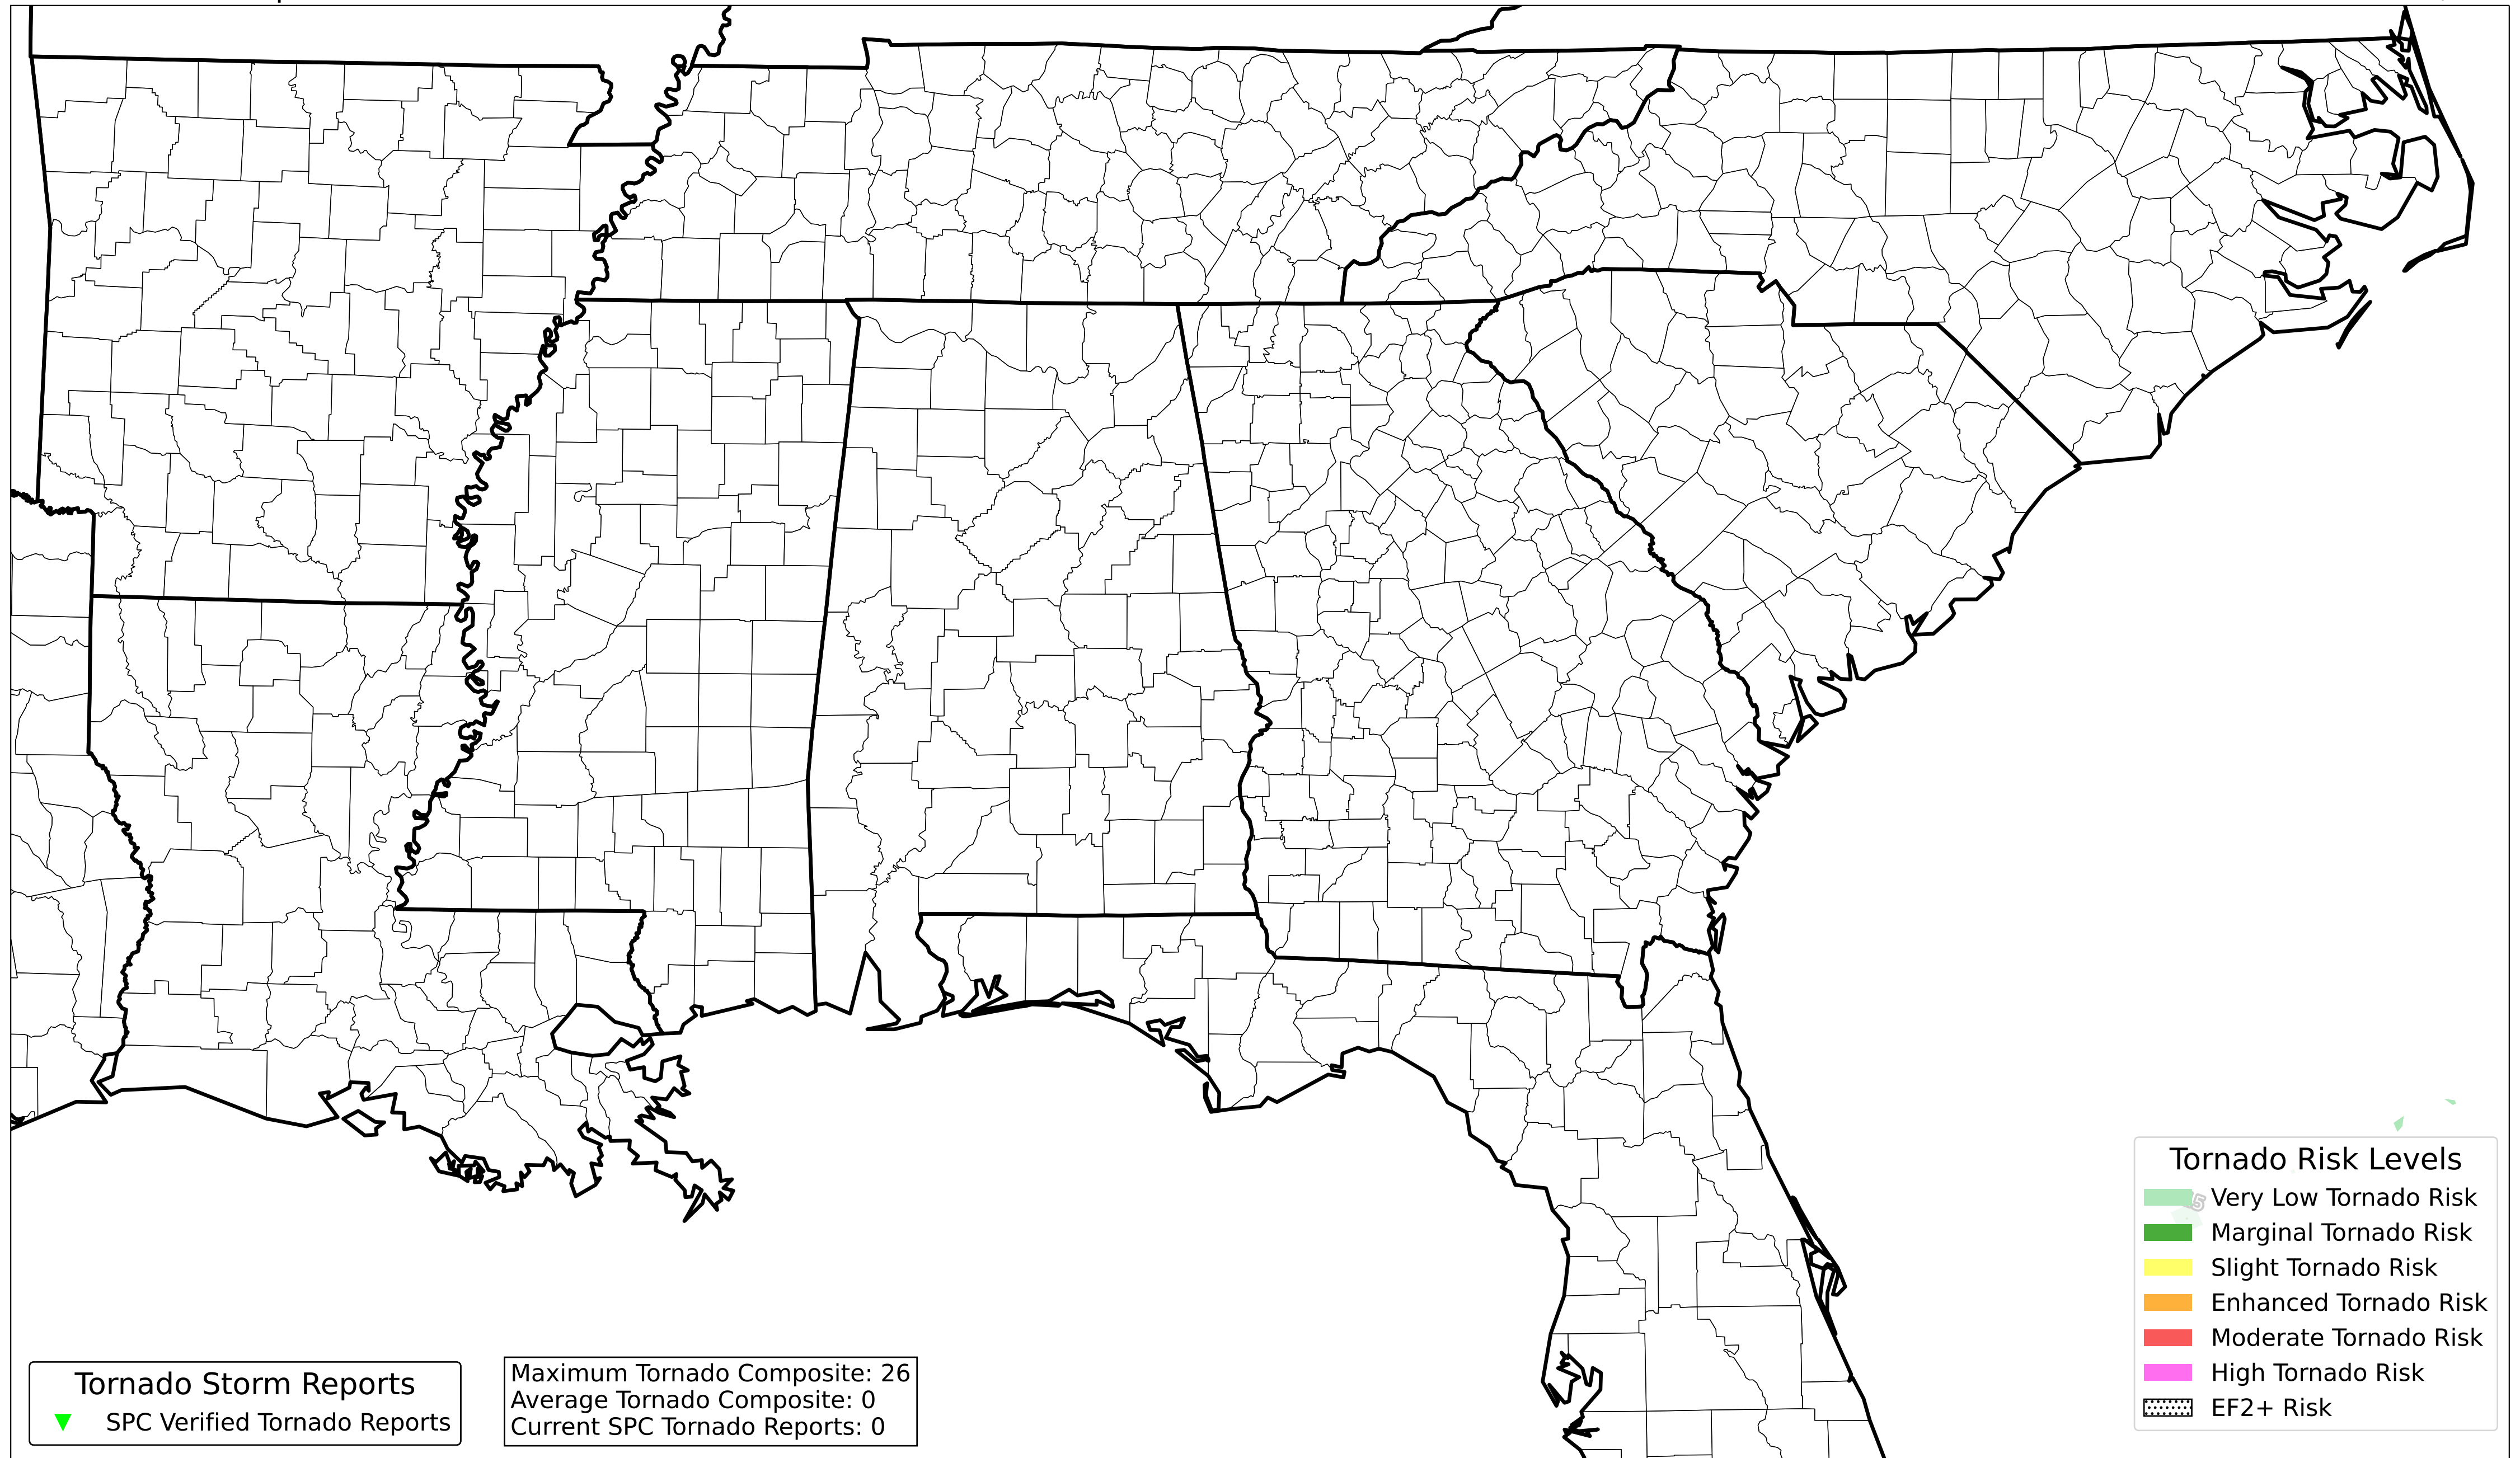 Tornado Risk Levels
Very Low Tornado Risk
Marginal Tornado Risk
Slight Tornado Risk
Enhanced Tornado Risk
Moderate Tornado Risk
High Tornado Risk
EF2+ Risk
Tornado Storm Reports
SPC Verified Tornado Reports
Maximum Tornado Composite: 26
Average Tornado Composite: 0
Current SPC Tornado Reports: 0